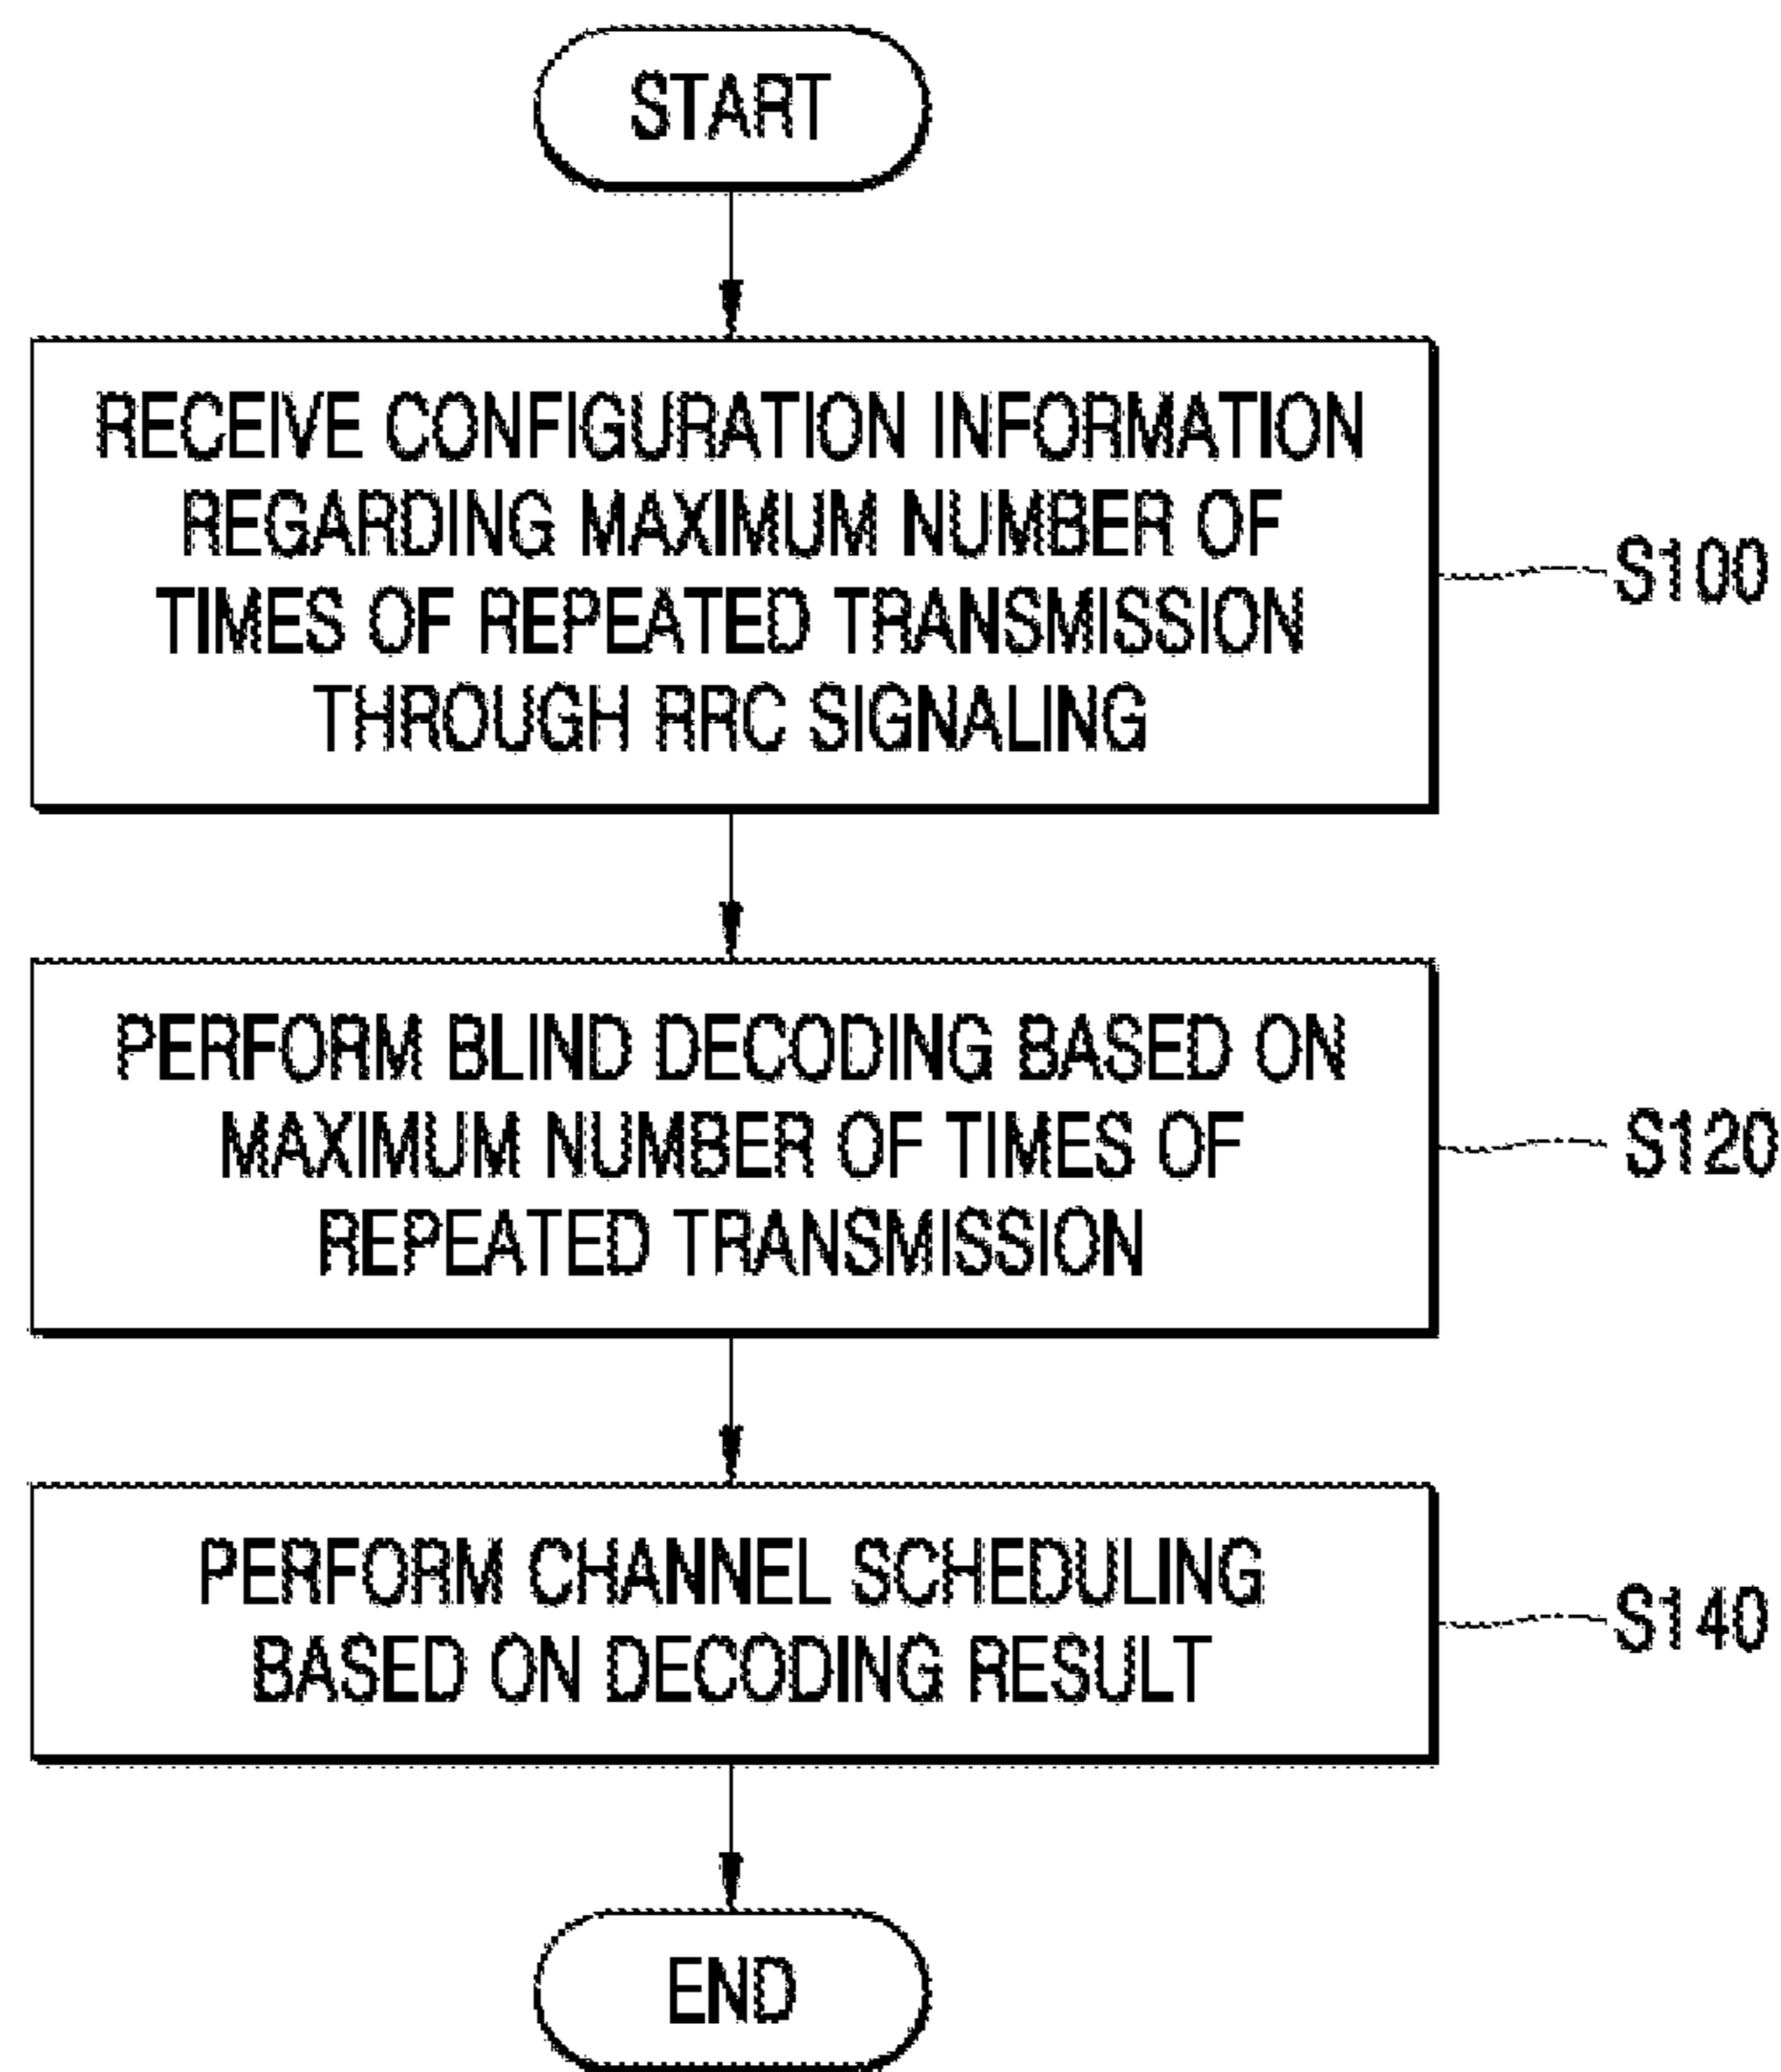 START
RECEIVE CONFIGURATION INFORMATION
REGARDING MAXIMUM NUMBER OF
TIMES OF REPEATED TRANSMISSION
THROUGH RRC SIGNALING
S100
PERFORM BLIND DECODING BASED ON
MAXIMUM NUMBER OF TIMES OF
REPEATED TRANSMISSION
S120
PERFORM CHANNEL SCHEDULING
BASED ON DECODING RESULT
S140
END